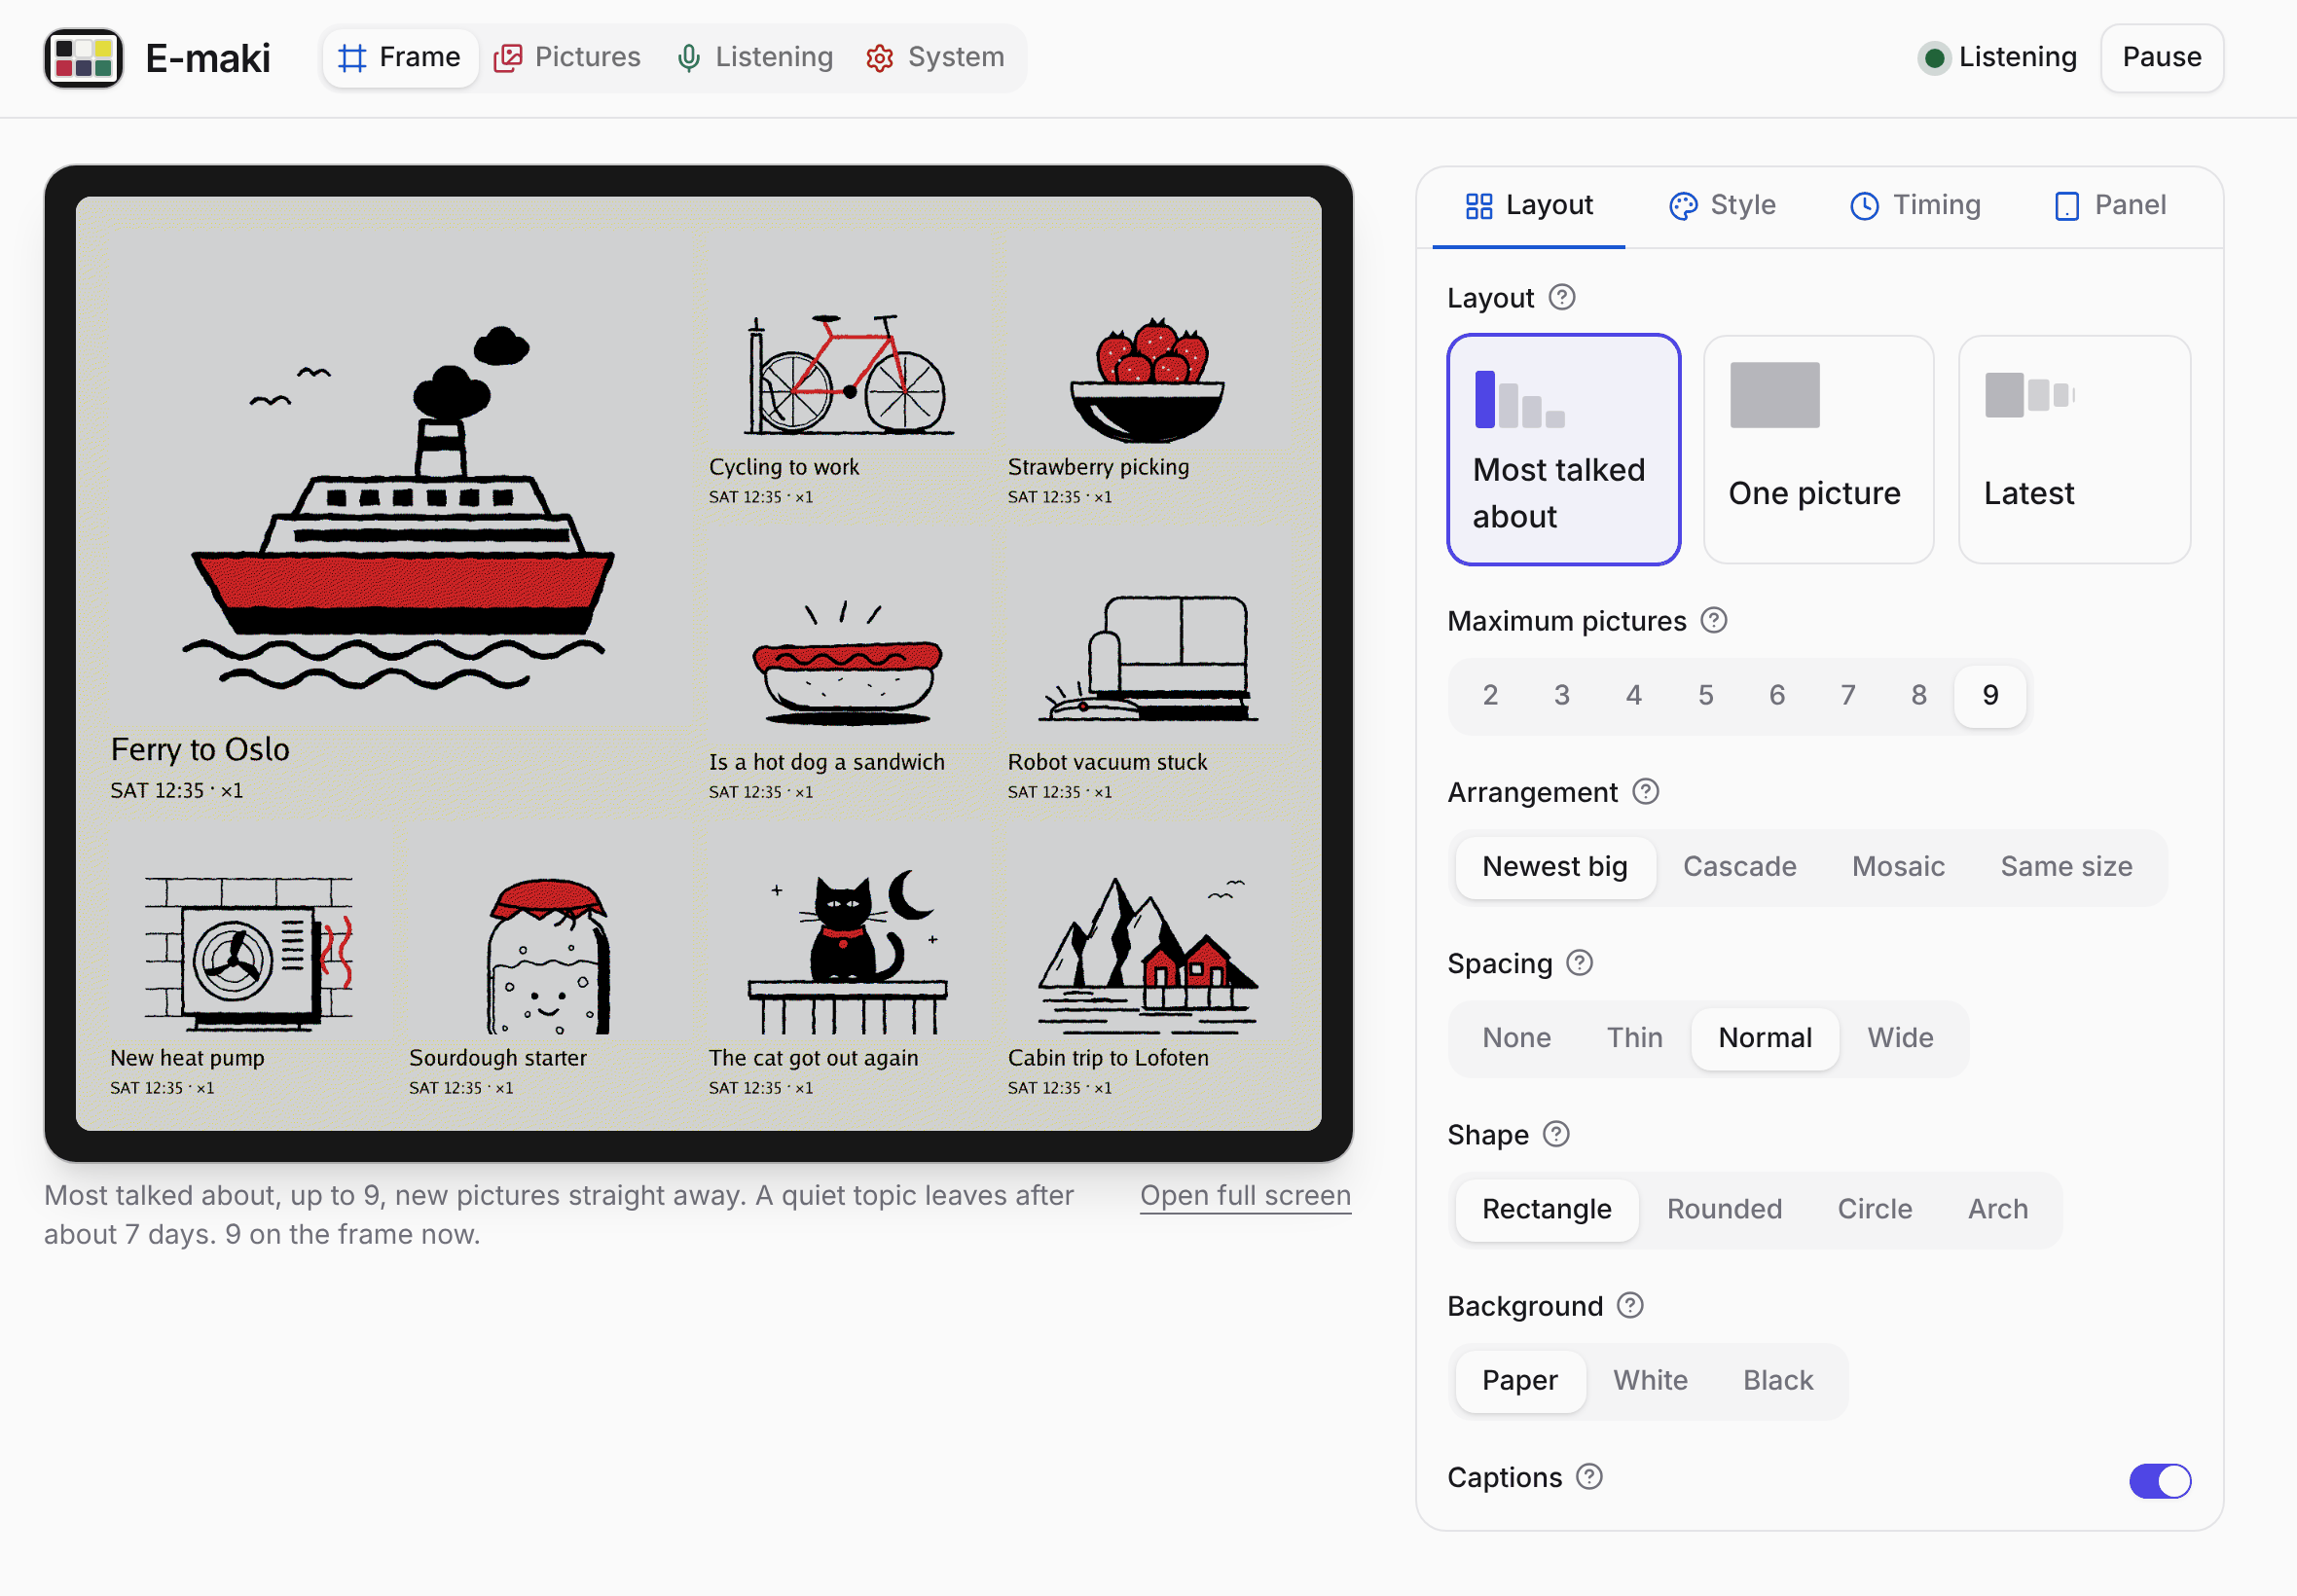 E-maki
Frame
Pictures
Listening
System
Listening
Pause
Ferry to Oslo
SAT 12:35 · ×1
Cycling to work
SAT 12:35 · ×1
Strawberry picking
SAT 12:35 · ×1
Is a hot dog a sandwich
SAT 12:35 · ×1
Robot vacuum stuck
SAT 12:35 · ×1
New heat pump
SAT 12:35 · ×1
Sourdough starter
SAT 12:35 · ×1
The cat got out again
SAT 12:35 · ×1
Cabin trip to Lofoten
SAT 12:35 · ×1
Most talked about, up to 9, new pictures straight away. A quiet topic leaves after
about 7 days. 9 on the frame now.
Open full screen
Layout
Style
Timing
Panel
Layout
Most talked
about
One picture
Latest
Maximum pictures
2 3 4 5 6 7 8 9
Arrangement
Newest big
Cascade
Mosaic
Same size
Spacing
None
Thin
Normal
Wide
Shape
Rectangle
Rounded
Circle
Arch
Background
Paper
White
Black
Captions